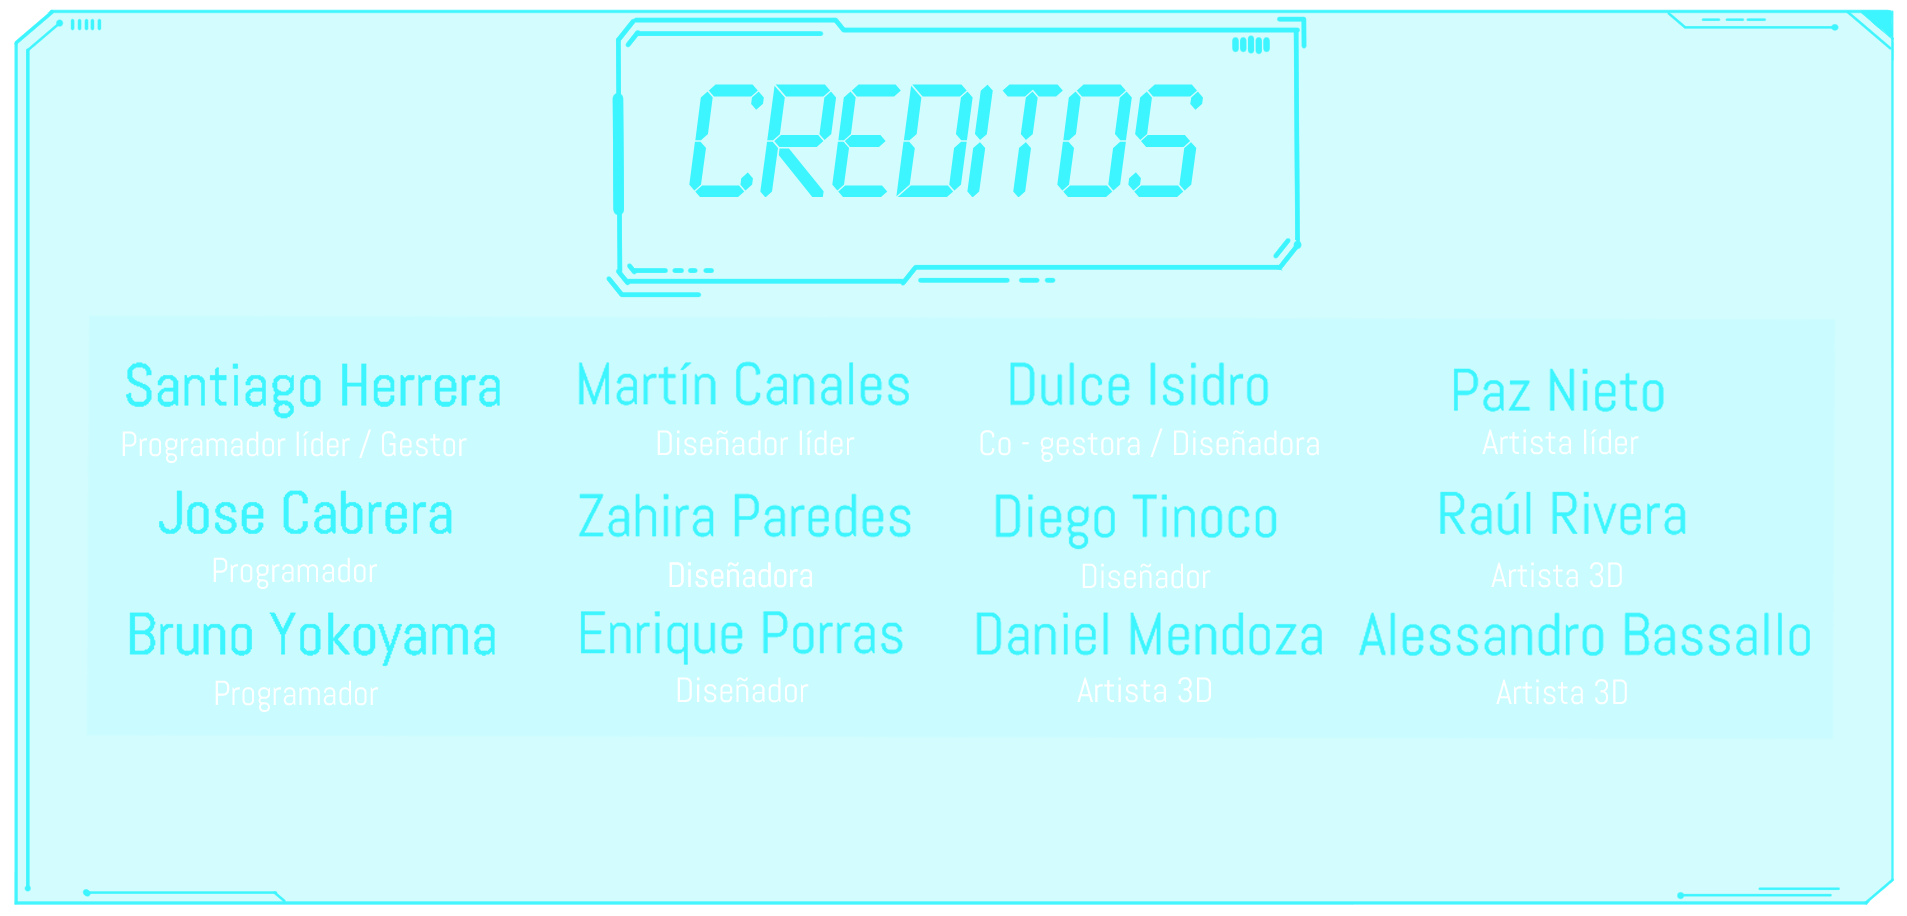 CREDITOS
Santiago Herrera
Programador líder / Gestor
Martín Canales
Diseñador líder
Dulce Isidro
Co - gestora / Diseñadora
Paz Nieto
Artista líder
Jose Cabrera
Programador
Zahira Paredes
Diseñadora
Diego Tinoco
Diseñador
Raúl Rivera
Artista 3D
Bruno Yokoyama
Programador
Enrique Porras
Diseñador
Daniel Mendoza
Artista 3D
Alessandro Bassallo
Artista 3D